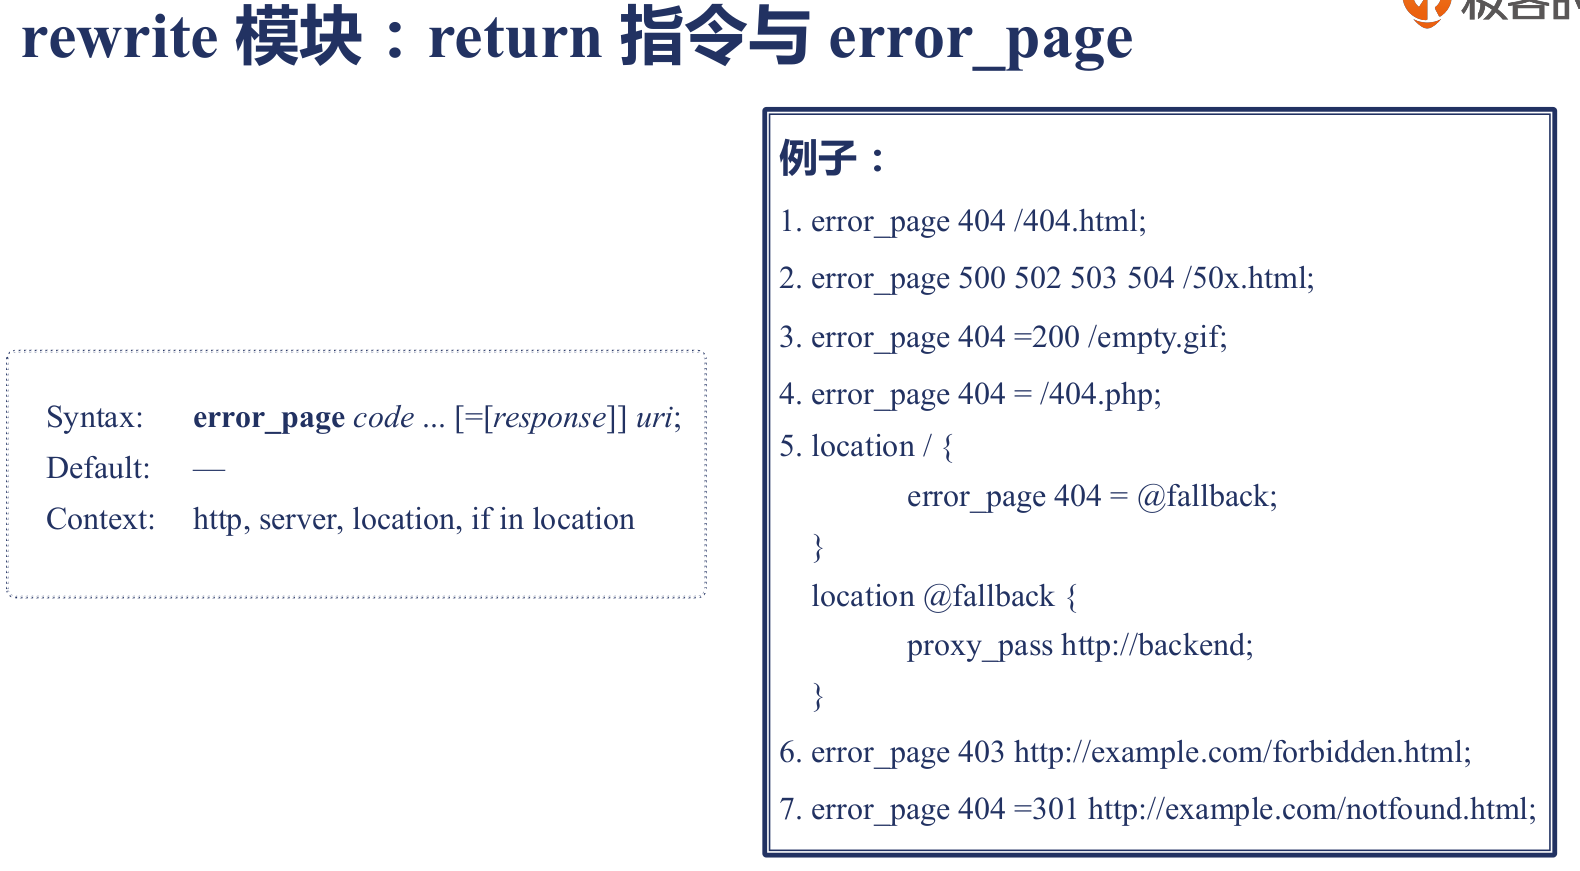 rewrite 模块：return 指令与 error_page
极客时
Syntax: error_page code ... [=[response]] uri;
Default: —
Context: http, server, location, if in location
例子：
1. error_page 404 /404.html;
2. error_page 500 502 503 504 /50x.html;
3. error_page 404 =200 /empty.gif;
4. error_page 404 = /404.php;
5. location / {
error_page 404 = @fallback;
}
location @fallback {
proxy_pass http://backend;
}
6. error_page 403 http://example.com/forbidden.html;
7. error_page 404 =301 http://example.com/notfound.html;